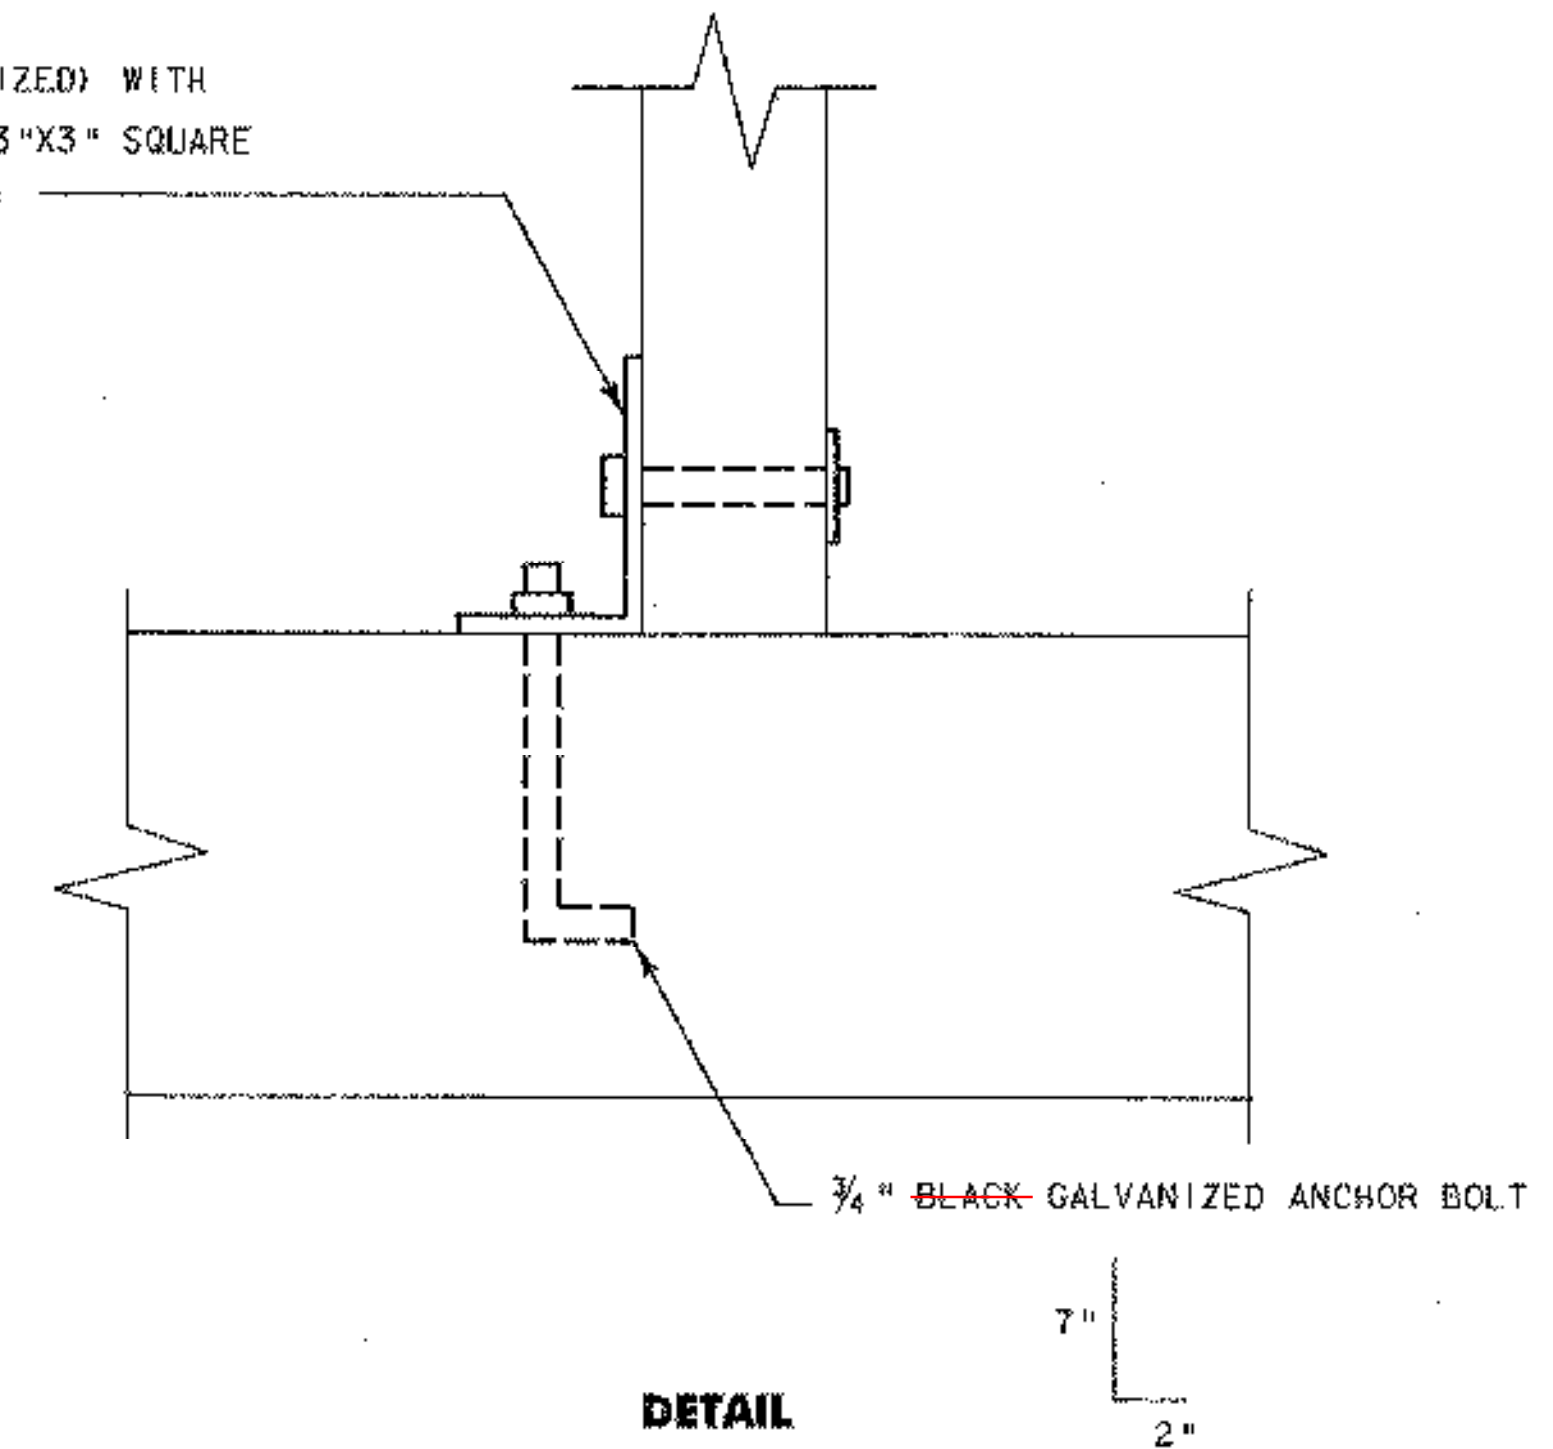 IZED) WITH
3"X3" SQUARE
3/4" BLACK GALVANIZED ANCHOR BOLT
7"
2"
DETAIL